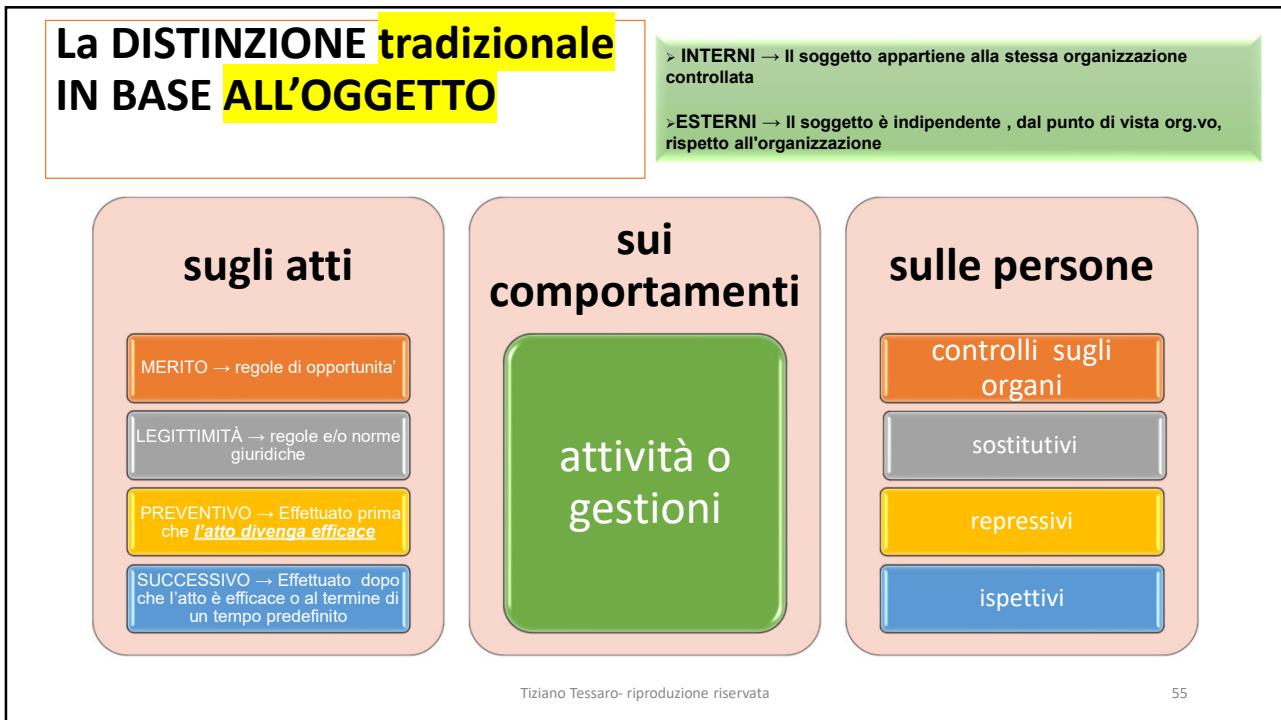 La DISTINZIONE tradizionale
IN BASE ALL’OGGETTO
➢ INTERNI → Il soggetto appartiene alla stessa organizzazione
controllata
➢ESTERNI → Il soggetto è indipendente , dal punto di vista org.vo,
rispetto all'organizzazione
sugli atti
MERITO → regole di opportunita’
LEGITTIMITÀ → regole e/o norme
giuridiche
PREVENTIVO → Effettuato prima
che l’atto divenga efficace
SUCCESSIVO → Effettuato dopo
che l’atto è efficace o al termine di
un tempo predefinito
sui
comportamenti
attività o
gestioni
sulle persone
controlli sugli
organi
sostitutivi
repressivi
ispettivi
Tiziano Tessaro- riproduzione riservata
55